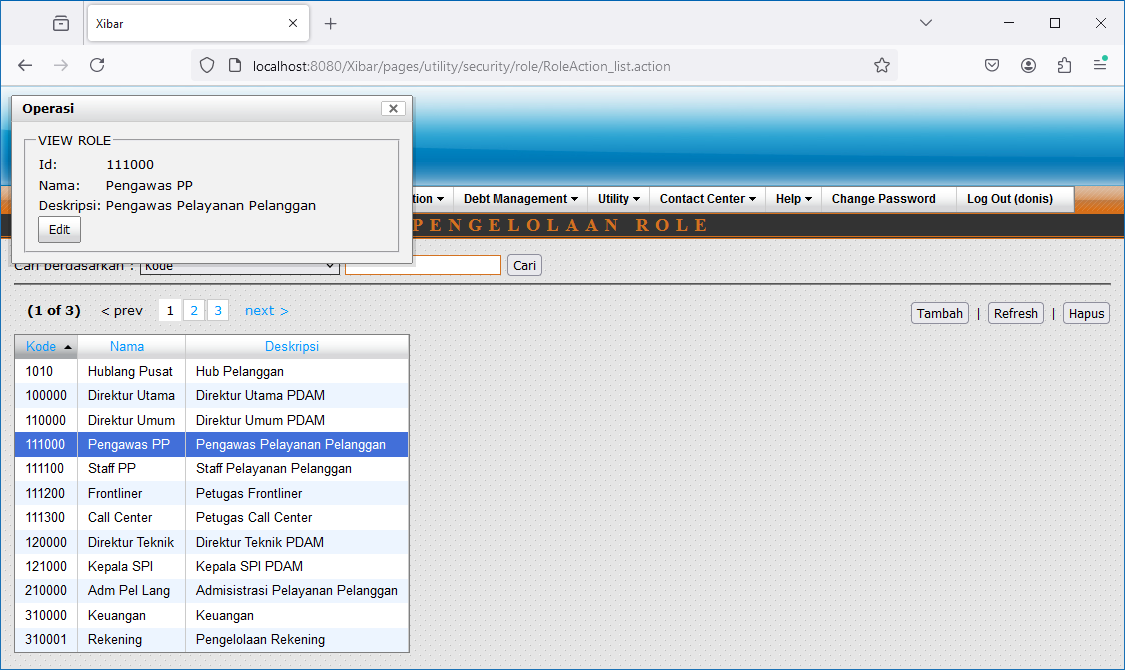 Xibar
localhost:8080/Xibar/pages/utility/security/role/RoleAction_list.action
Operasi
VIEW ROLE
Id: 111000
Nama: Pengawas PP
Deskripsi: Pengawas Pelayanan Pelanggan
Edit
tion Debt Management Utility Contact Center Help Change Password Log Out (donis)
PENGELOLAAN ROLE
Cari berdasarkan : Kode Cari
(1 of 3) < prev 1 2 3 next > Tambah | Refresh | Hapus
Kode Nama Deskripsi
1010 Hublang Pusat Hub Pelanggan
100000 Direktur Utama Direktur Utama PDAM
110000 Direktur Umum Direktur Umum PDAM
111000 Pengawas PP Pengawas Pelayanan Pelanggan
111100 Staff PP Staff Pelayanan Pelanggan
111200 Frontliner Petugas Frontliner
111300 Call Center Petugas Call Center
120000 Direktur Teknik Direktur Teknik PDAM
121000 Kepala SPI Kepala SPI PDAM
210000 Adm Pel Lang Admisistrasi Pelayanan Pelanggan
310000 Keuangan Keuangan
310001 Rekening Pengelolaan Rekening